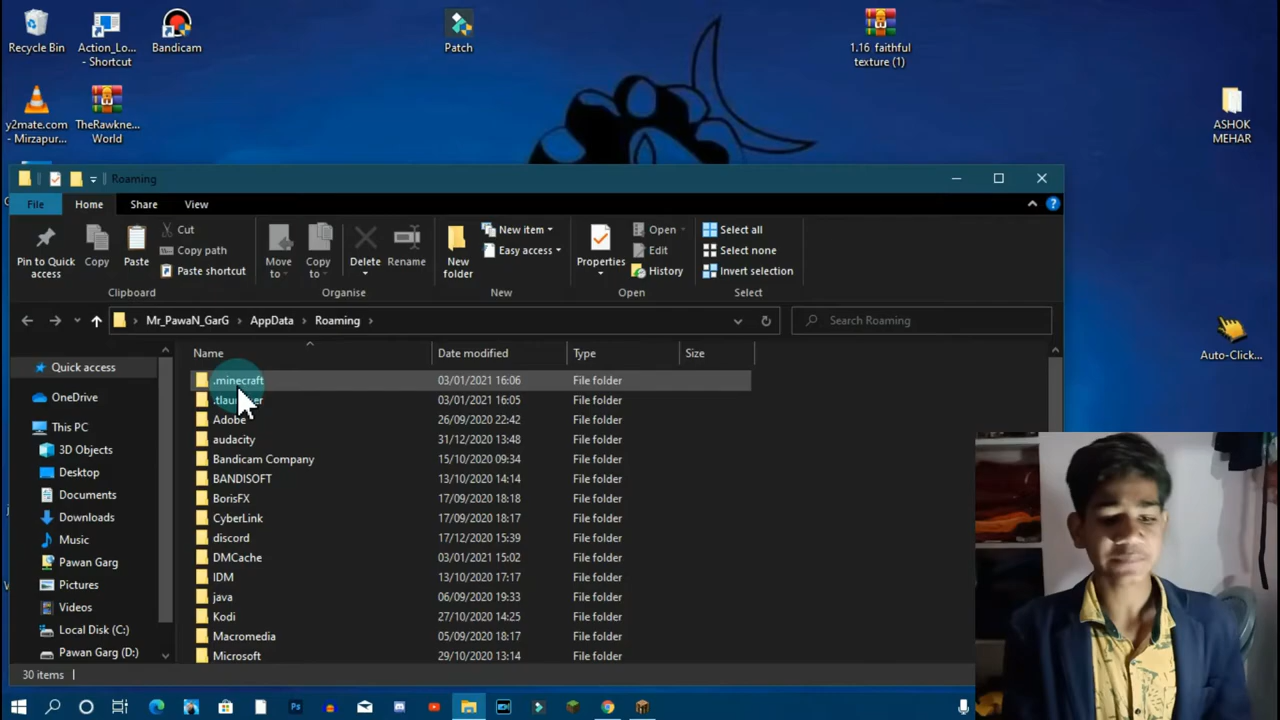 Recycle Bin
Action_Lo...
- Shortcut
Bandicam
Patch
1.16 faithful
texture (1)
y2mate.com
- Mirzapur...
TheRawkne...
World
ASHOK
MEHAR
Auto-Click...
Roaming
File
Home
Share
View
Pin to Quick
access
Copy
Paste
Cut
Copy path
Paste shortcut
Clipboard
Move
to
Copy
to
Delete
Rename
Organise
New
folder
New item
Easy access
New
Properties
Open
Edit
History
Open
Select all
Select none
Invert selection
Select
Mr_PawaN_GarG
AppData
Roaming
Search Roaming
Name
Date modified
Type
Size
Quick access
OneDrive
This PC
3D Objects
Desktop
Documents
Downloads
Music
Pawan Garg
Pictures
Videos
Local Disk (C:)
Pawan Garg (D:)
.minecraft 03/01/2021 16:06 File folder
03/01/2021 16:05 File folder
Adobe 26/09/2020 22:42 File folder
audacity 31/12/2020 13:48 File folder
Bandicam Company 15/10/2020 09:34 File folder
BANDISOFT 13/10/2020 14:14 File folder
BorisFX 17/09/2020 18:18 File folder
CyberLink 17/09/2020 18:17 File folder
discord 17/12/2020 15:39 File folder
DMCache 03/01/2021 15:02 File folder
IDM 13/10/2020 17:17 File folder
java 06/09/2020 19:33 File folder
Kodi 27/10/2020 14:25 File folder
Macromedia 05/09/2020 18:17 File folder
Microsoft 29/10/2020 13:14 File folder
30 items
Ps